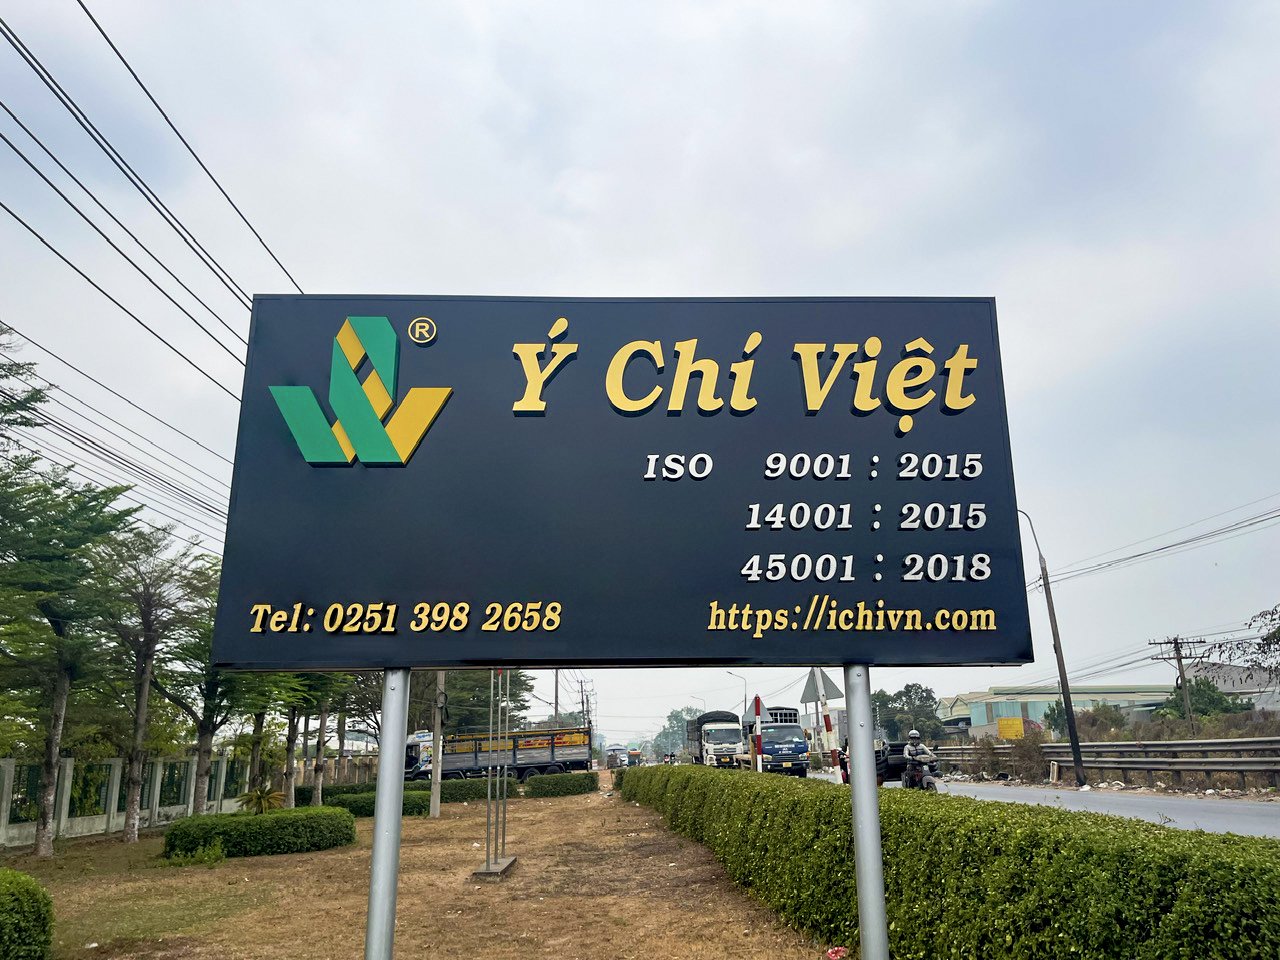 ®
Ý Chí Việt
ISO 9001 : 2015
14001 : 2015
45001 : 2018
Tel: 0251 398 2658
https://ichivn.com